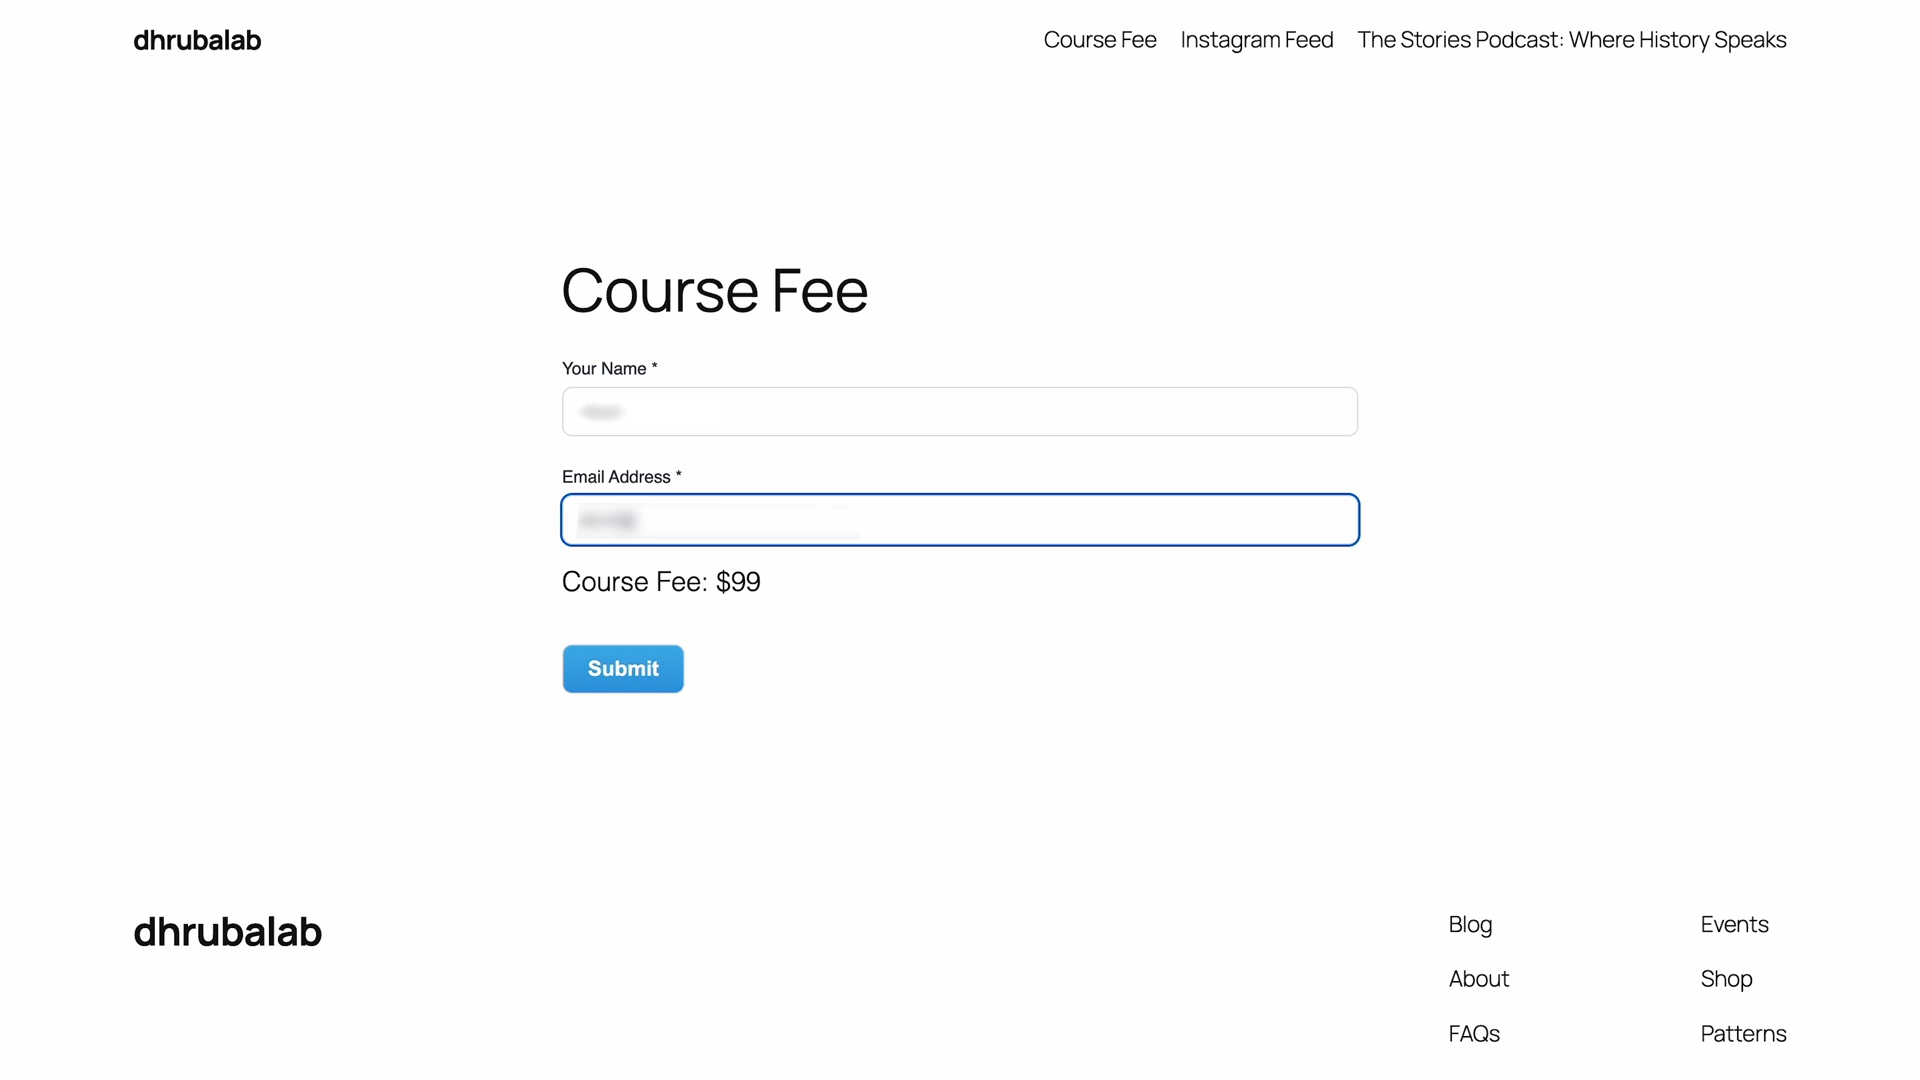 dhrubalab
Course Fee Instagram Feed The Stories Podcast: Where History Speaks
Course Fee
Your Name *
Email Address *
Course Fee: $99
Submit
dhrubalab
Blog
About
FAQs
Events
Shop
Patterns